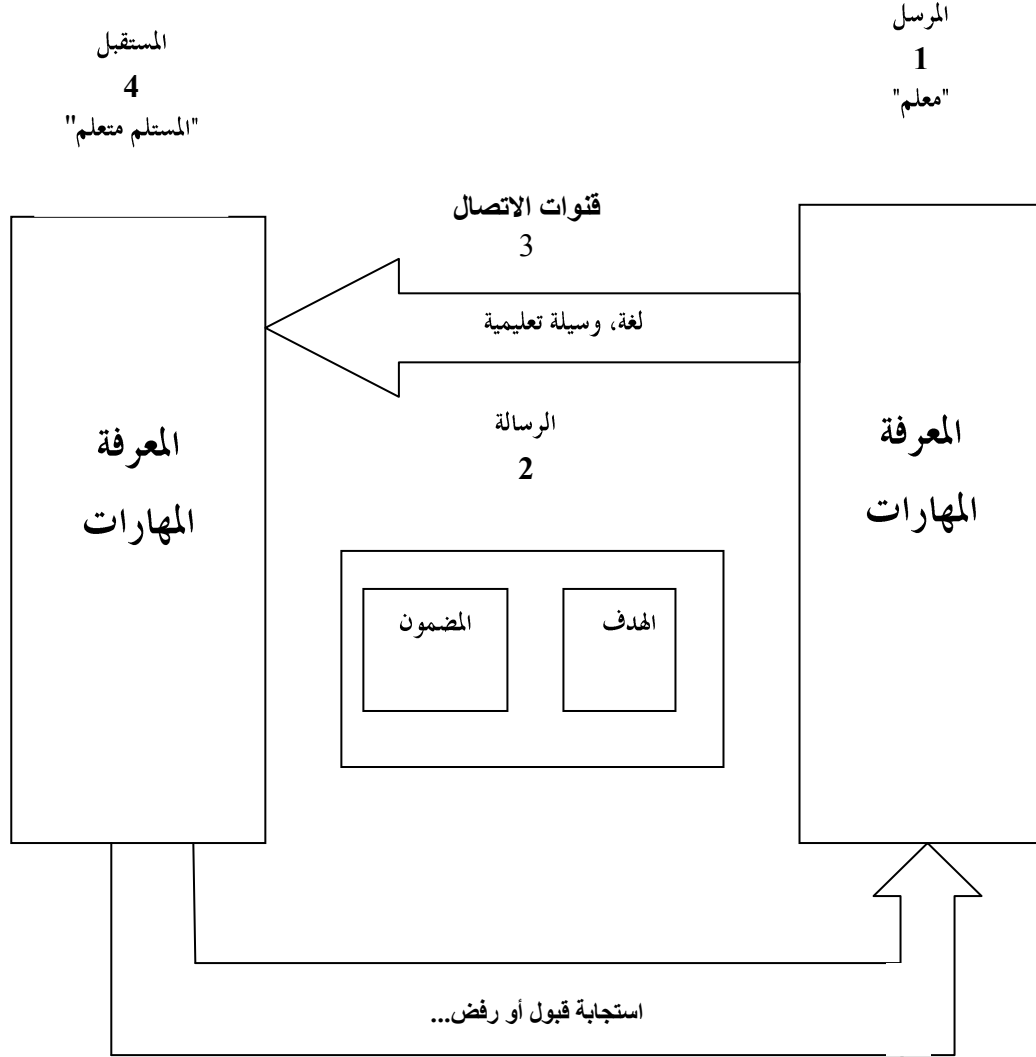 المرسل
1
"معلم"
المستقبل
4
"المستلم متعلم"
قنوات الاتصال
3
لغة، وسيلة تعليمية
الرسالة
2
المعرفة
المهارات
الهدف
المضمون
المعرفة
المهارات
استجابة قبول أو رفض...